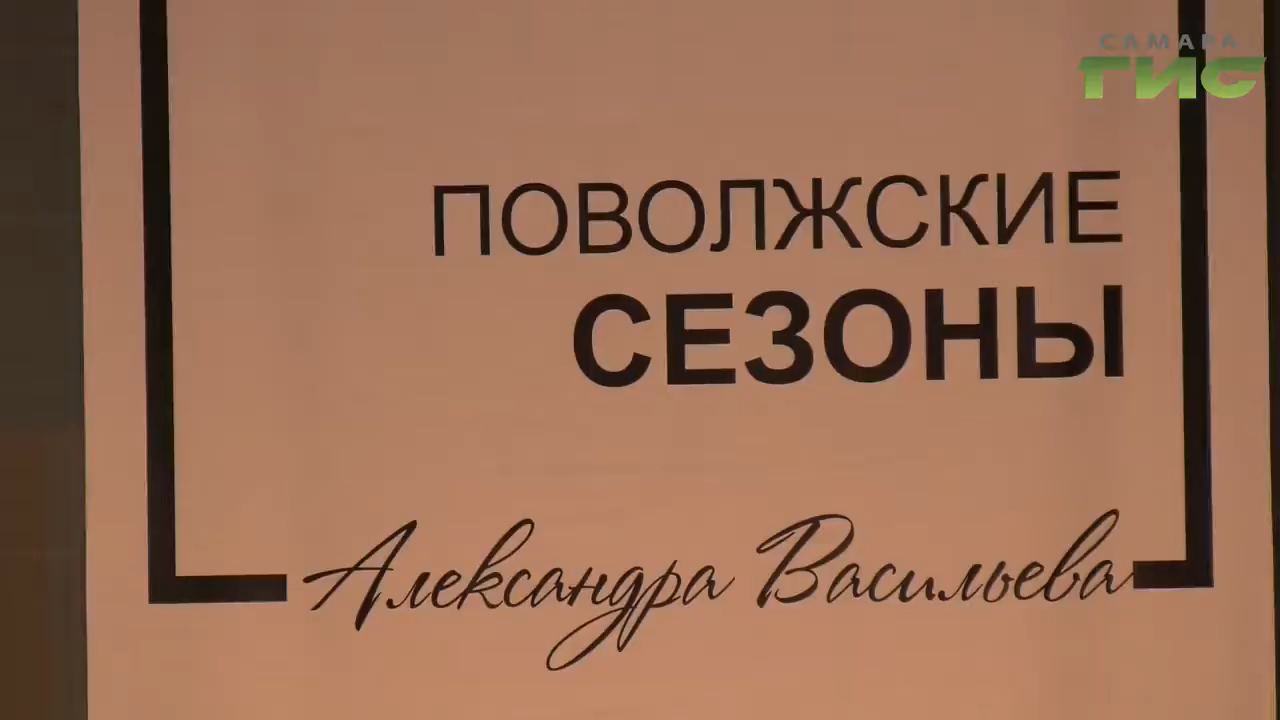 САМАРА
ГИС
ПОВОЛЖСКИЕ
СЕЗОНЫ
Александра Васильева